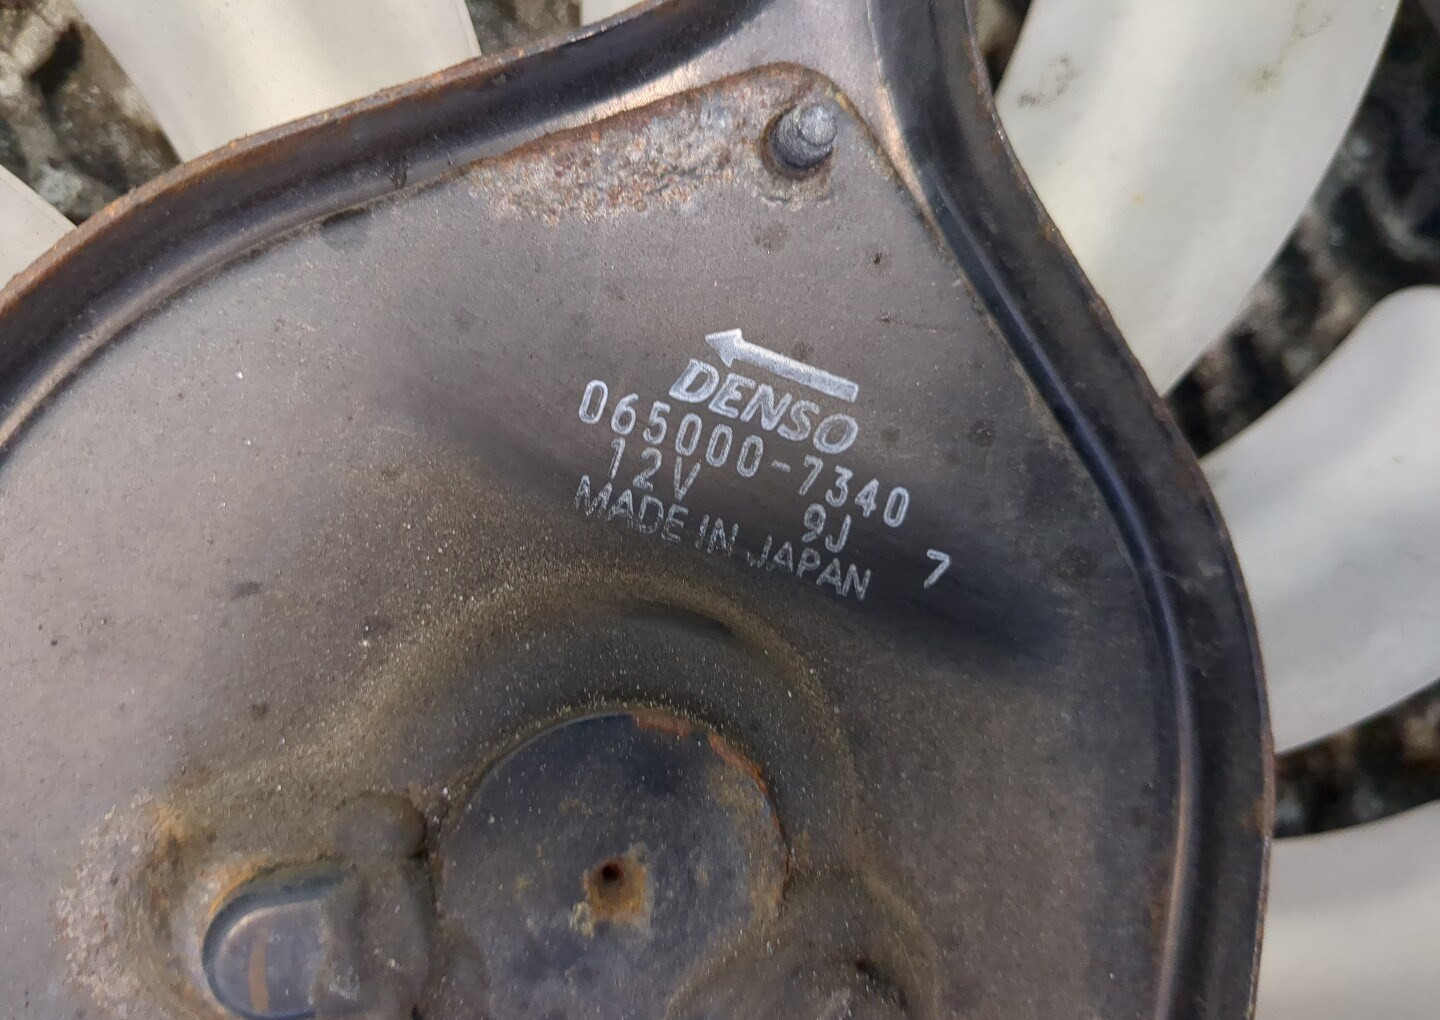 DENSO
065000-7340
12V 9J 7
MADE IN JAPAN